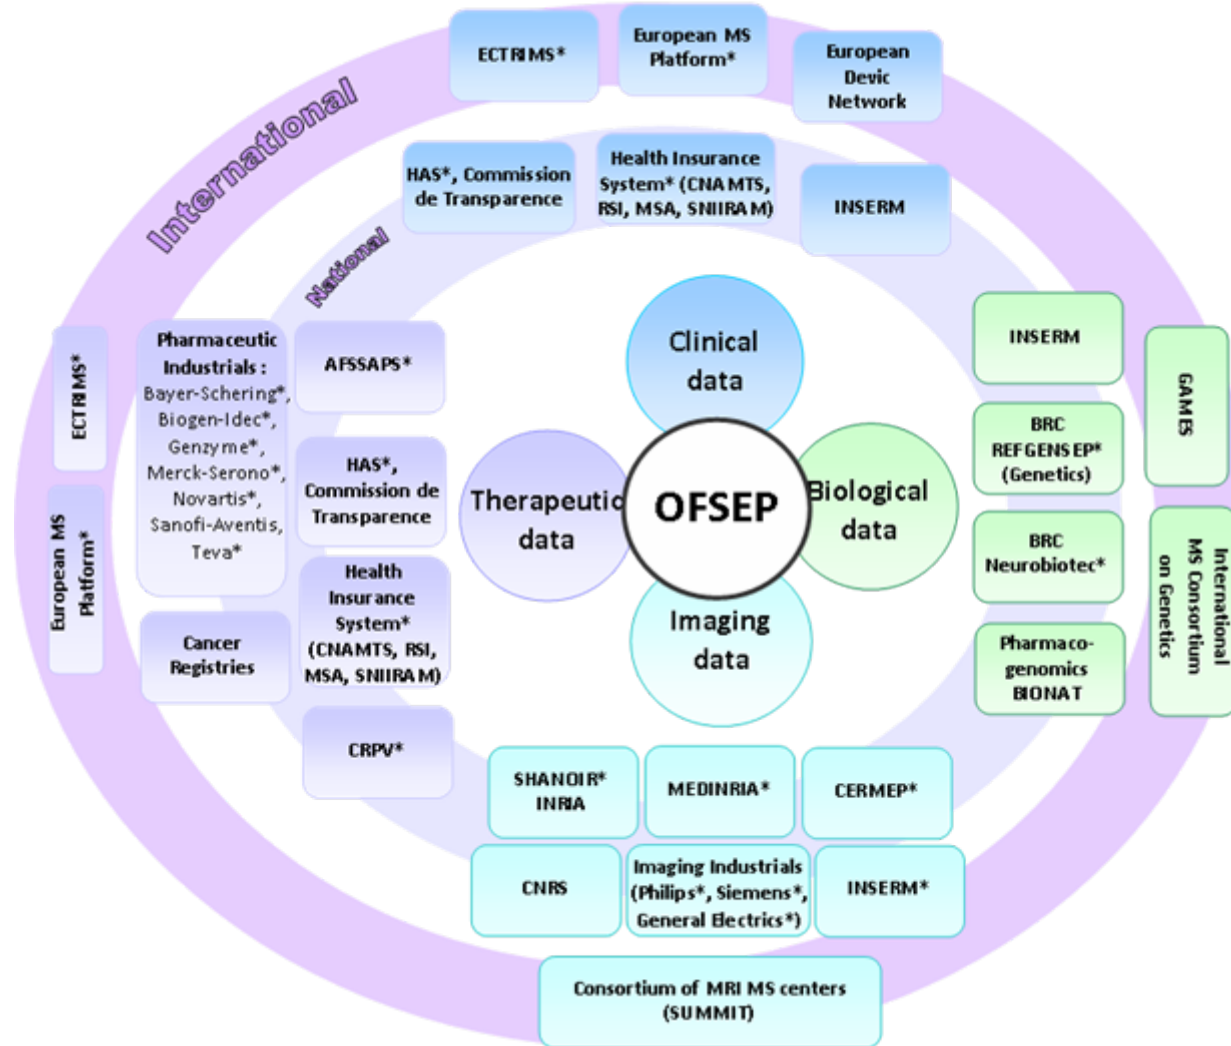 ECTRIMS*
European MS
Platform*
European
Devic
Network
International
HAS*, Commission
de Transparence
Health Insurance
System* (CNAMTS,
RSI, MSA, SNIIRAM)
INSERM
National
Pharmaceutic
Industrials :
Bayer-Schering*,
Biogen-Idec*,
Genzyme*,
Merck-Serono*,
Novartis*,
Sanofi-Aventis,
Teva*
AFSSAPS*
ECTRIMS*
European MS
Platform*
HAS*,
Commission de
Transparence
Health
Insurance
System*
(CNAMTS, RSI,
MSA, SNIIRAM)
Cancer
Registries
CRPV*
Clinical
data
Therapeutic
data
OFSEP
Biological
data
Imaging
data
INSERM
BRC
REFGENSEP*
(Genetics)
BRC
Neurobiotec*
Pharmaco-
genomics
BIONAT
GAMES
International
MS Consortium
on Genetics
SHANOIR*
INRIA
MEDINRIA*
CERMEP*
CNRS
Imaging Industrials
(Philips*, Siemens*,
General Electrics*)
INSERM*
Consortium of MRI MS centers
(SUMMIT)